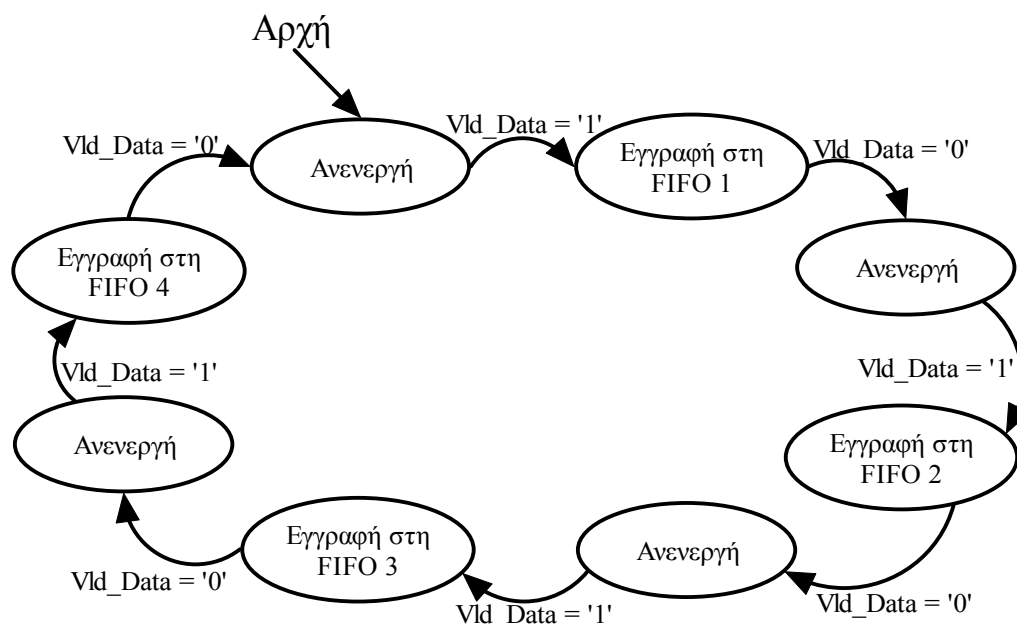 Αρχή
Vld_Data = '1'
Vld_Data = '0'
Ανενεργή
Εγγραφή στη
FIFO 1
Vld_Data = '0'
Εγγραφή στη
FIFO 4
Ανενεργή
Vld_Data = '1'
Vld_Data = '1'
Ανενεργή
Εγγραφή στη
FIFO 2
Εγγραφή στη
FIFO 3
Ανενεργή
Vld_Data = '0'
Vld_Data = '1'
Vld_Data = '0'